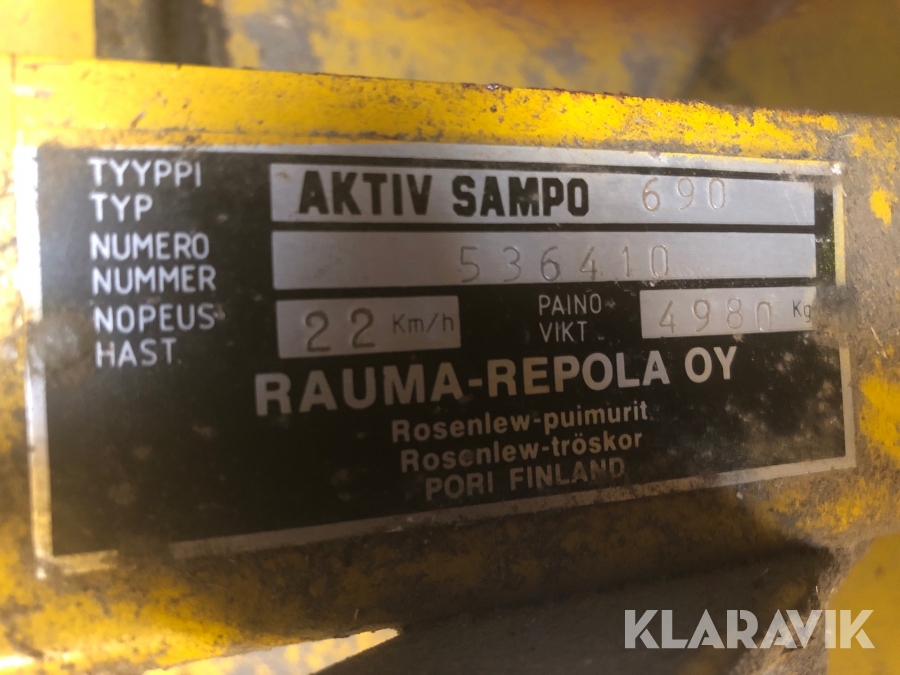 TYYPPI
TYP
AKTIV SAMPO 690
NUMERO
NUMMER
536410
NOPEUS
HAST.
22 Km/h
PAINO
VIKT
4980 Kg
RAUMA-REPOLA OY
Rosenlew-puimurit
Rosenlew-tröskor
PORI FINLAND
KLARAVIK